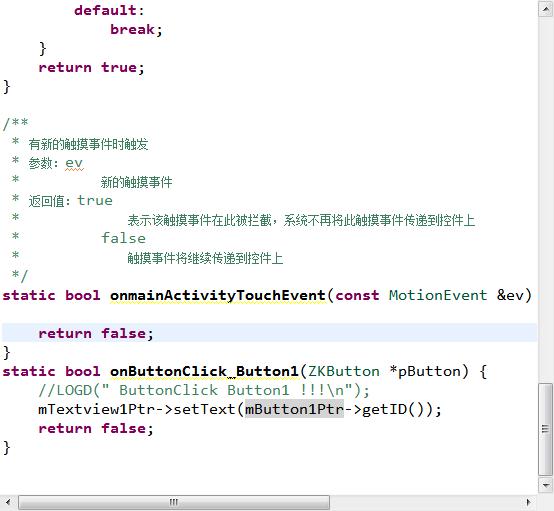 default:
break;
}
return true;
}
/**
* 有新的触摸事件时触发
* 参数：ev
* 新的触摸事件
* 返回值：true
* 表示该触摸事件在此被拦截，系统不再将此触摸事件传递到控件上
* false
* 触摸事件将继续传递到控件上
*/
static bool onmainActivityTouchEvent(const MotionEvent &ev)
return false;
}
static bool onButtonClick_Button1(ZKButton *pButton) {
//LOGD(" ButtonClick Button1 !!!\n");
mTextview1Ptr->setText(mButton1Ptr->getID());
return false;
}